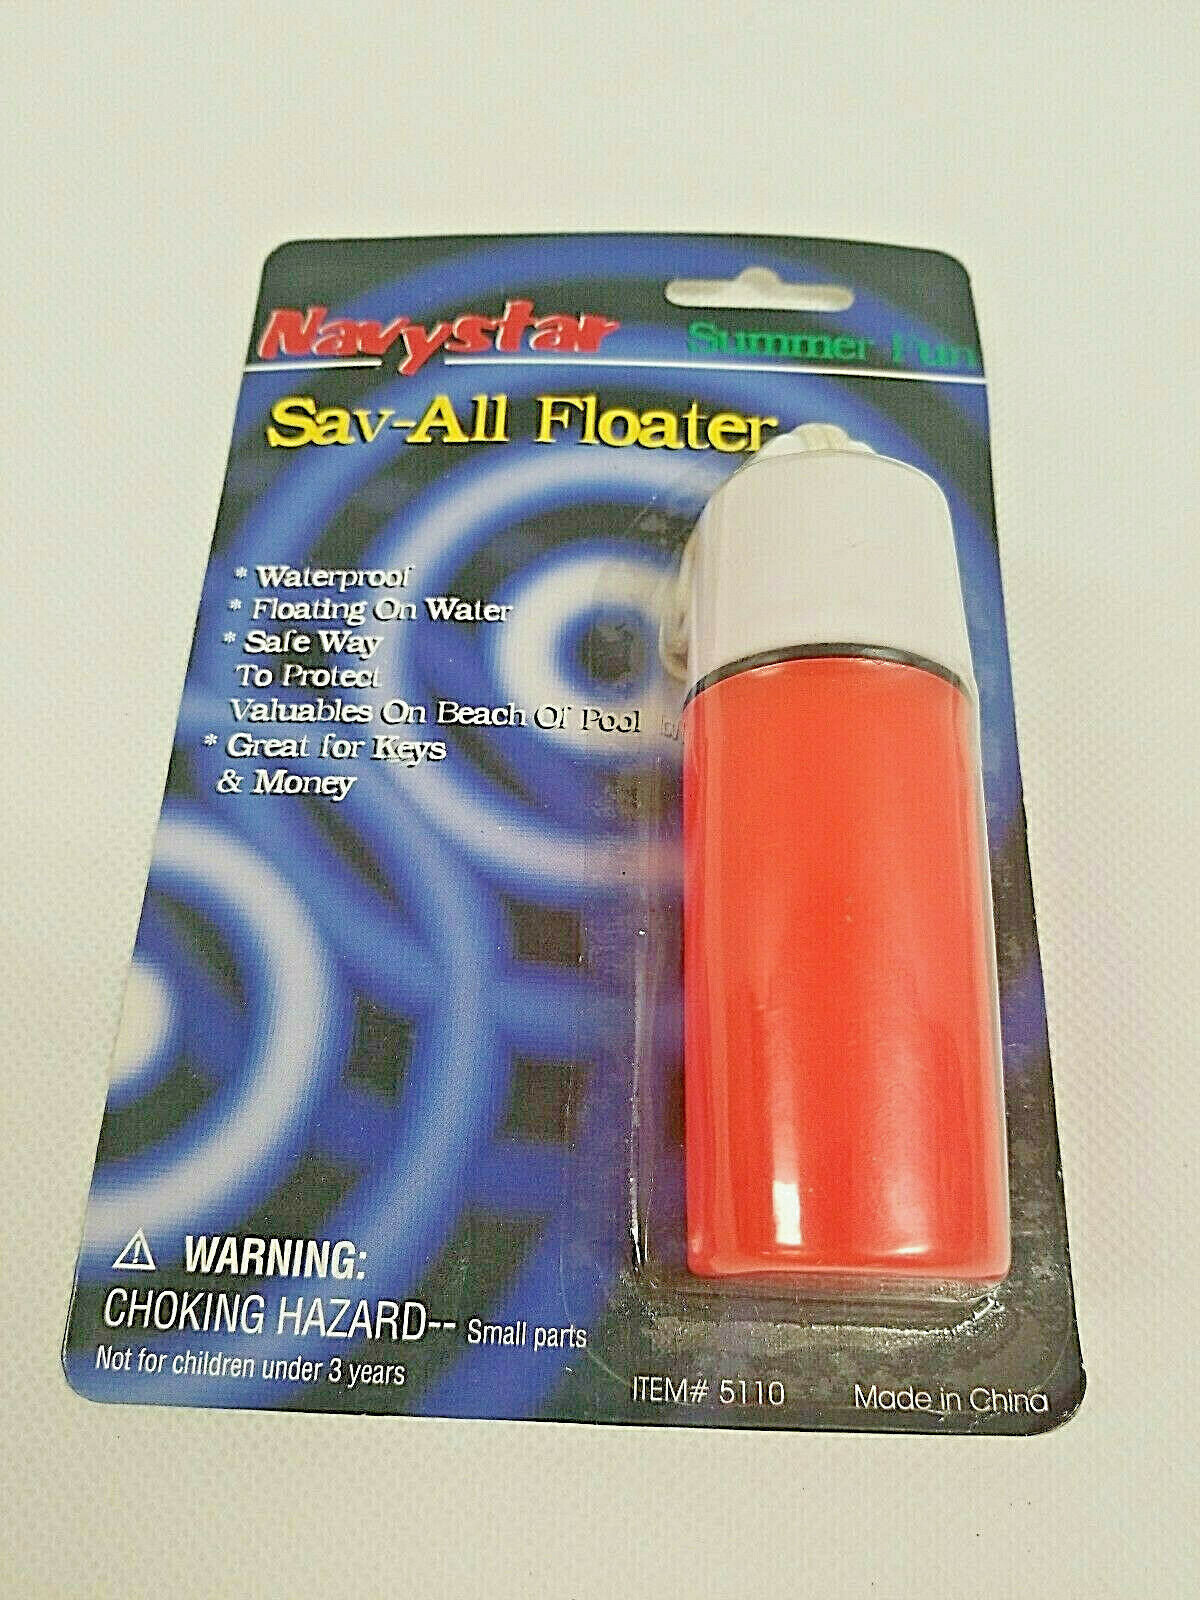 Navystar
Summer Fun
Sav-All Floater
* Waterproof
* Floating On Water
* Safe Way
To Protect
Valuables On Beach Of Pool
* Great for Keys
& Money
WARNING:
CHOKING HAZARD-- Small parts
Not for children under 3 years
ITEM# 5110
Made in China